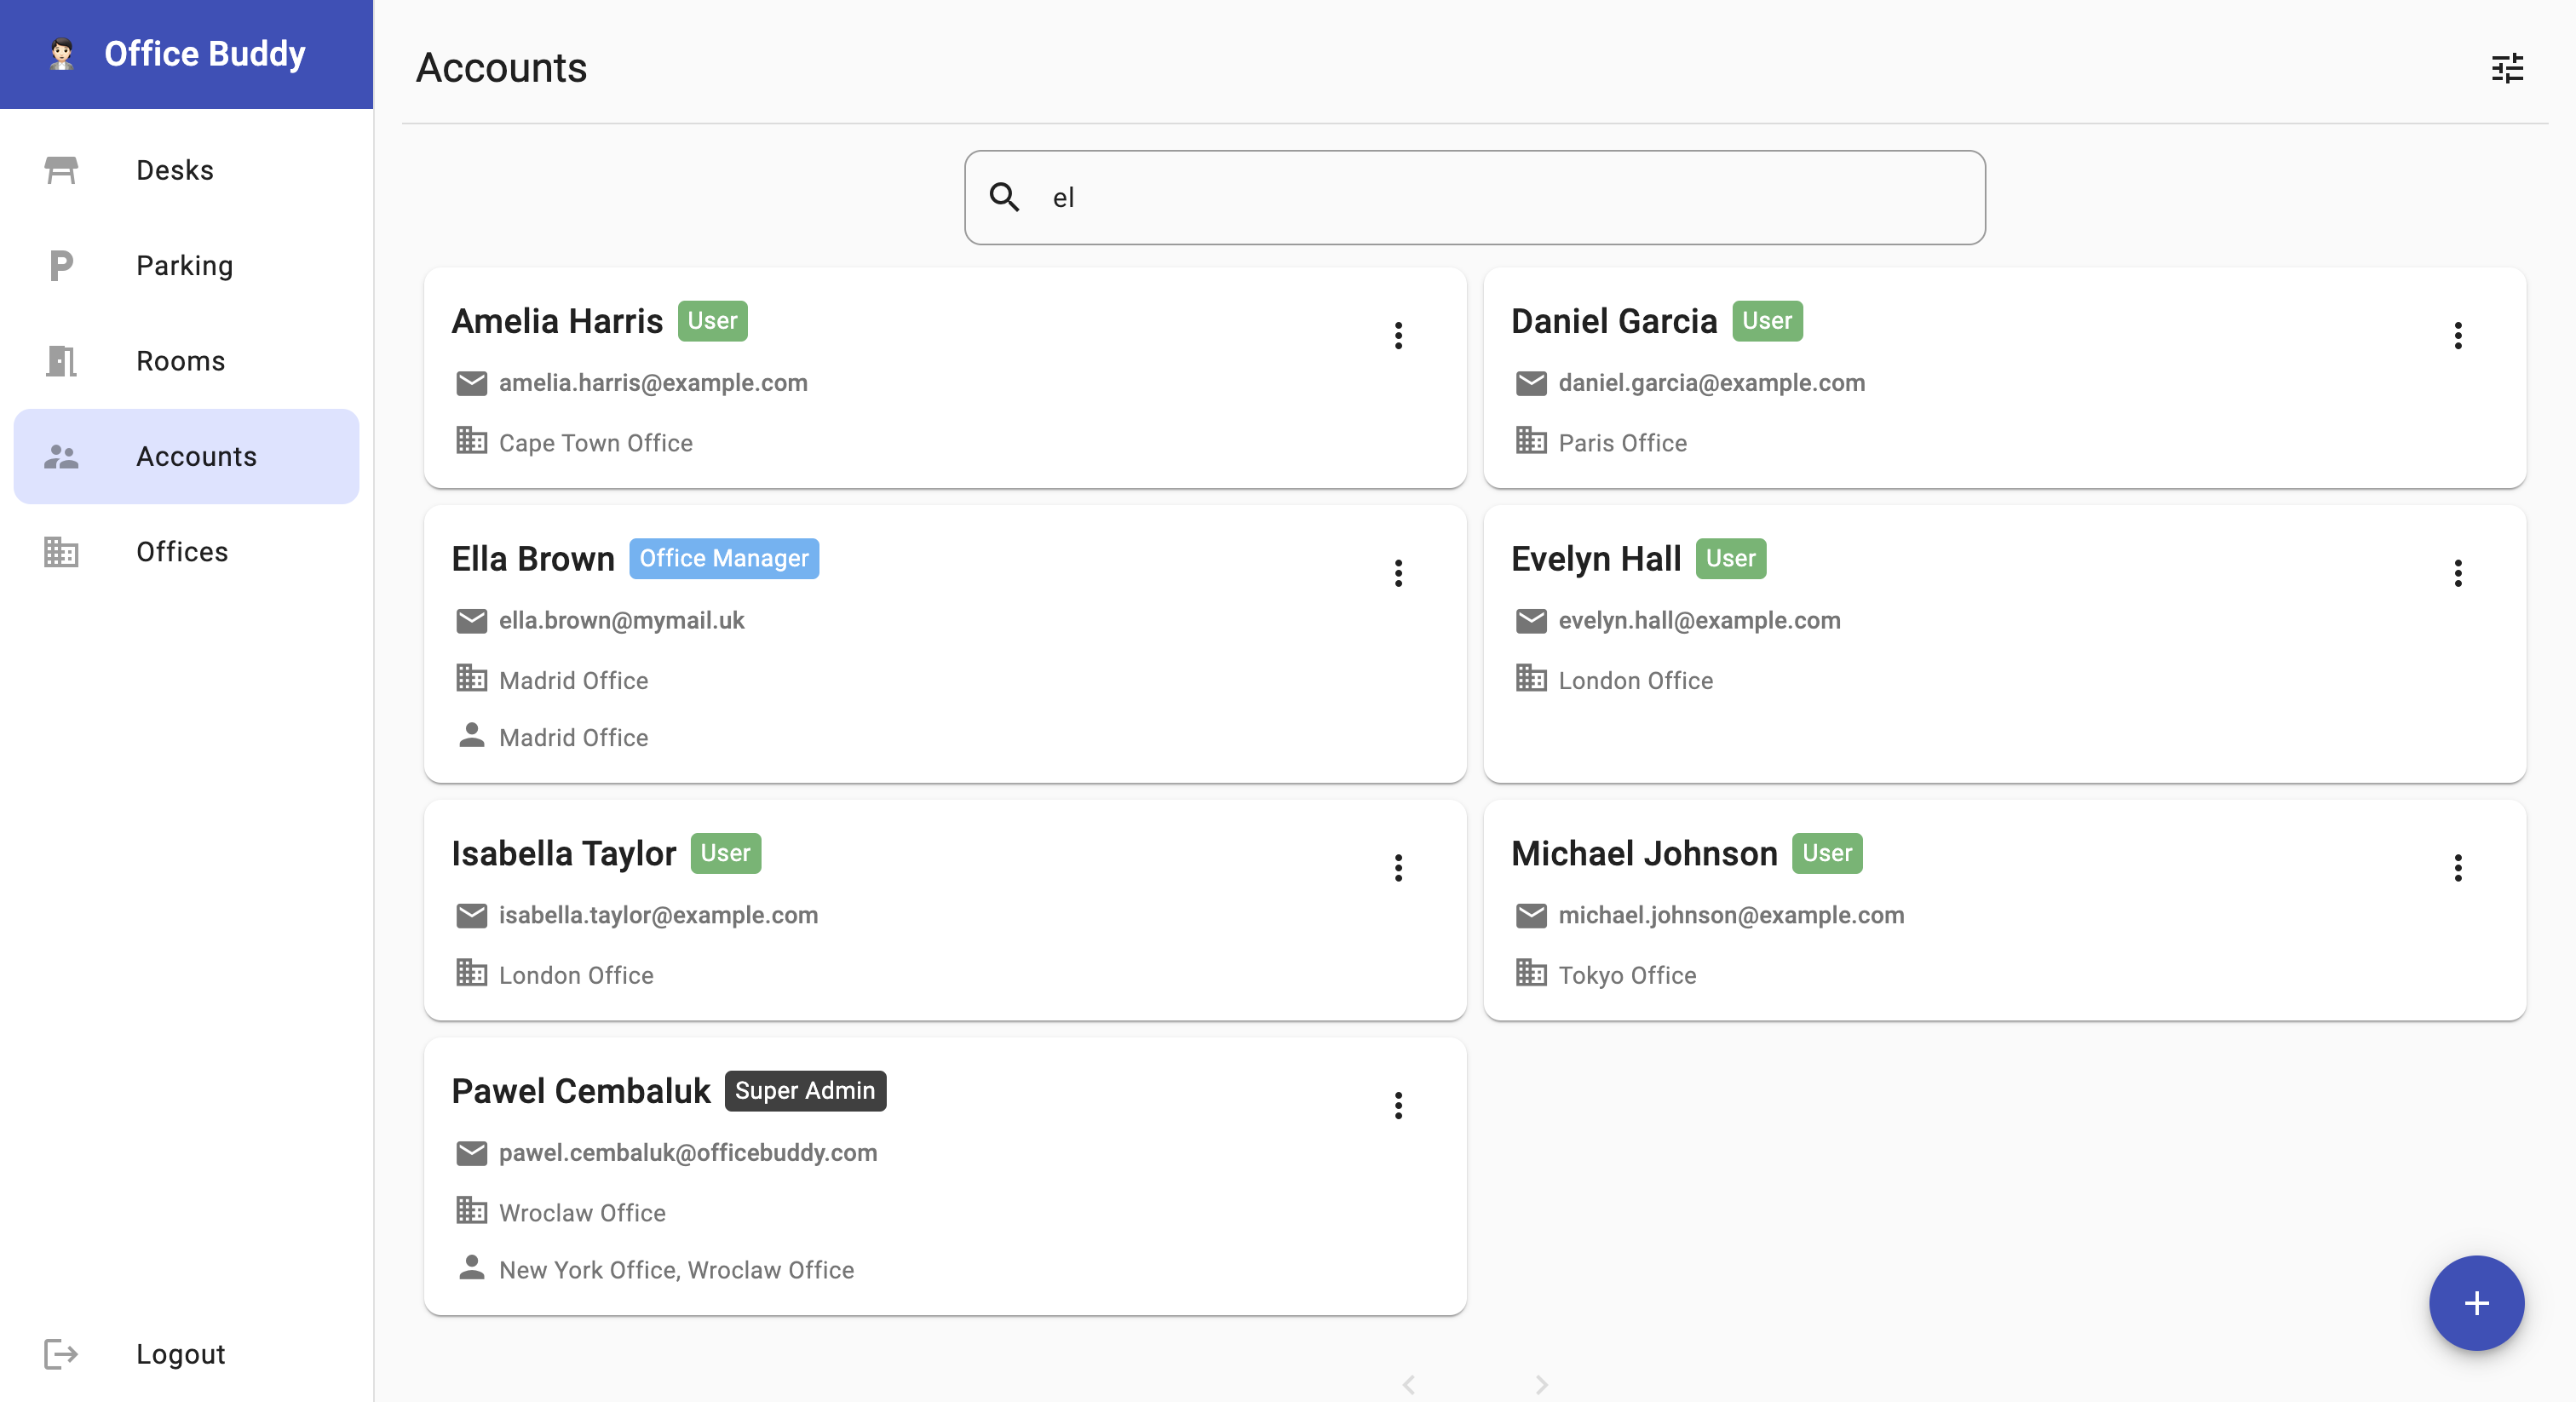 Office Buddy
Desks
Parking
Rooms
Accounts
Offices
Logout
Accounts
el
Amelia Harris User
amelia.harris@example.com
Cape Town Office
Daniel Garcia User
daniel.garcia@example.com
Paris Office
Ella Brown Office Manager
ella.brown@mymail.uk
Madrid Office
Madrid Office
Evelyn Hall User
evelyn.hall@example.com
London Office
Isabella Taylor User
isabella.taylor@example.com
London Office
Michael Johnson User
michael.johnson@example.com
Tokyo Office
Pawel Cembaluk Super Admin
pawel.cembaluk@officebuddy.com
Wroclaw Office
New York Office, Wroclaw Office